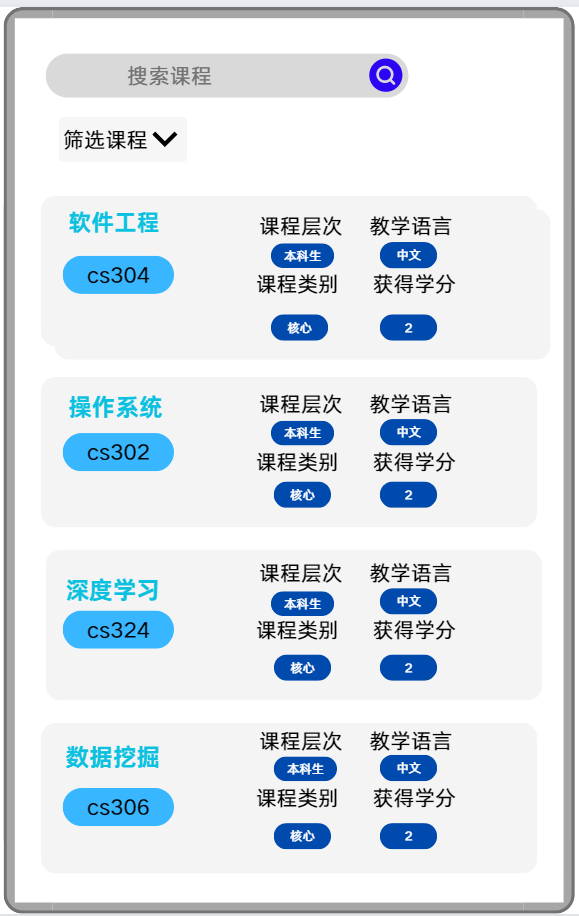 搜索课程
筛选课程
软件工程
cs304
课程层次 教学语言
本科生 中文
课程类别 获得学分
核心 2
操作系统
cs302
课程层次 教学语言
本科生 中文
课程类别 获得学分
核心 2
深度学习
cs324
课程层次 教学语言
本科生 中文
课程类别 获得学分
核心 2
数据挖掘
cs306
课程层次 教学语言
本科生 中文
课程类别 获得学分
核心 2